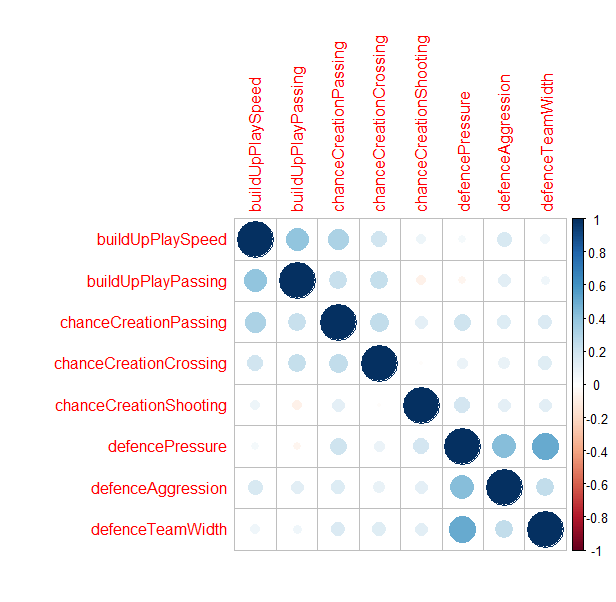 buildUpPlaySpeed
buildUpPlayPassing
chanceCreationPassing
chanceCreationCrossing
chanceCreationShooting
defencePressure
defenceAggression
defenceTeamWidth
buildUpPlaySpeed
buildUpPlayPassing
chanceCreationPassing
chanceCreationCrossing
chanceCreationShooting
defencePressure
defenceAggression
defenceTeamWidth
1
0.8
0.6
0.4
0.2
0
-0.2
-0.4
-0.6
-0.8
-1